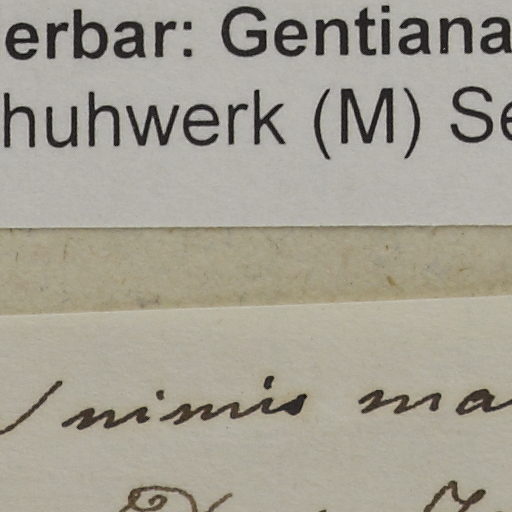 erbar: Gentiana
huhwerk (M) Se
nimis ma